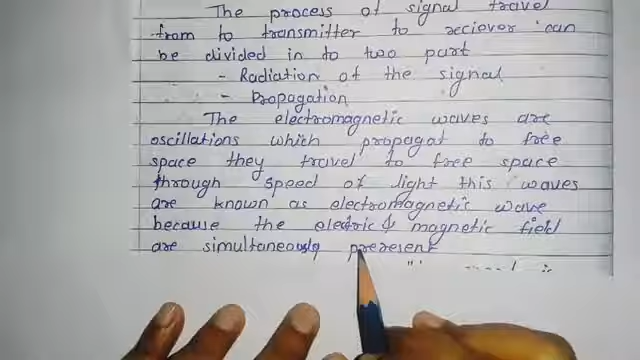 The process of signal travel
from to transmitter to reciover can
be divided in to two part
- Radiation of the signal
- Propagation
The electromagnetic waves are
oscillations which propagat to free
space they travel to free space
through speed of light this waves
are known as electromagnetic wave
because the electric & magnetic field
are simultaneously preresent